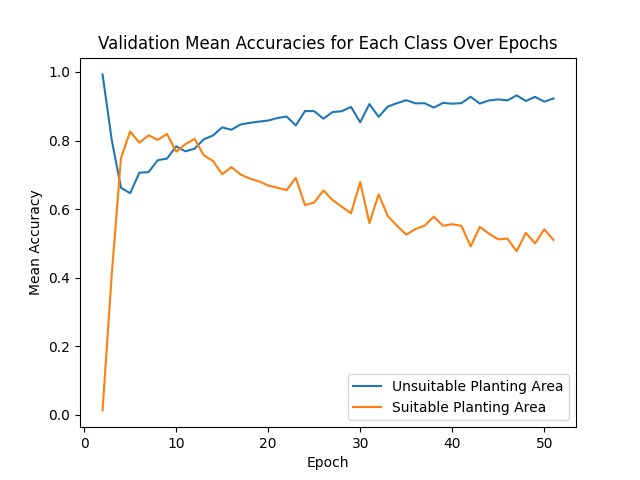 Validation Mean Accuracies for Each Class Over Epochs
Mean Accuracy
1.0
0.8
0.6
0.4
0.2
0.0
Unsuitable Planting Area
Suitable Planting Area
0 10 20 30 40 50
Epoch